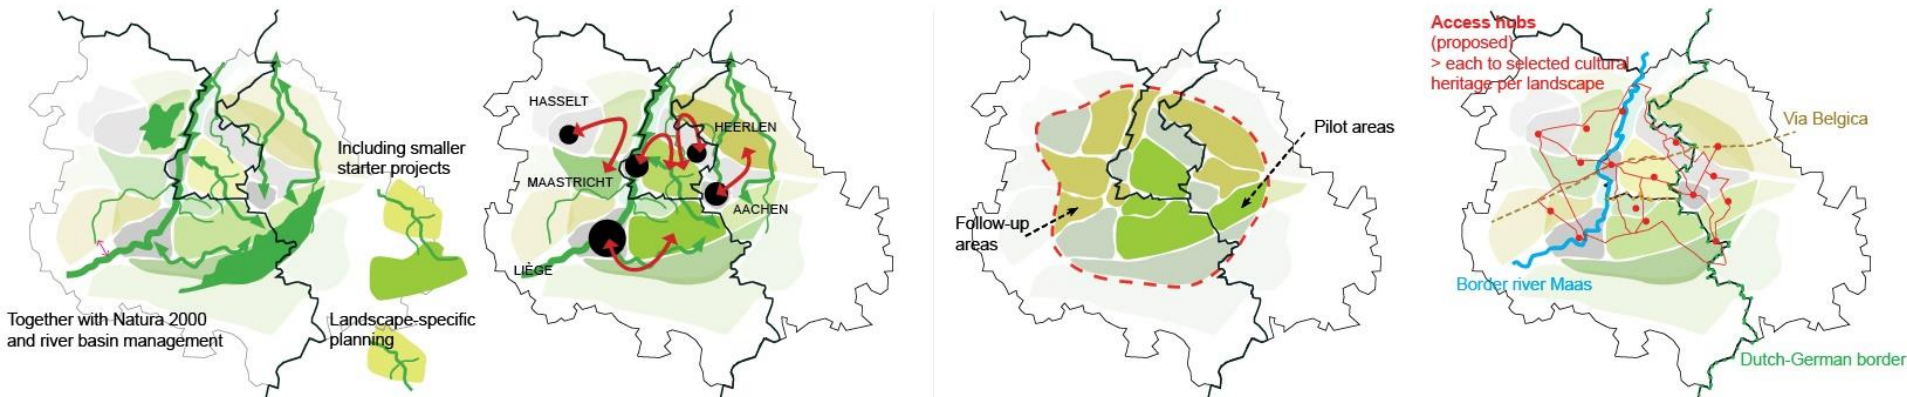 Including smaller
starter projects
Together with Natura 2000
and river basin management
Landscape-specific
planning
HASSELT
HEERLEN
MAASTRICHT
AACHEN
LIÈGE
Pilot areas
Follow-up
areas
Access hubs
(proposed)
> each to selected cultural
heritage per landscape
Via Belgica
Border river Maas
Dutch-German border